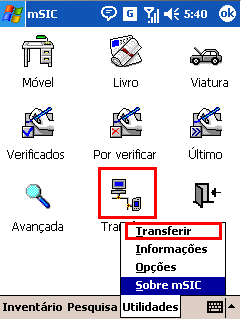 mSIC G 5:40 ok
Móvel Livro Viatura
Verificados Por verificar Último
Avançada
Transferir
Informações
Opções
Sobre mSIC
Inventário Pesquisa Utilidades